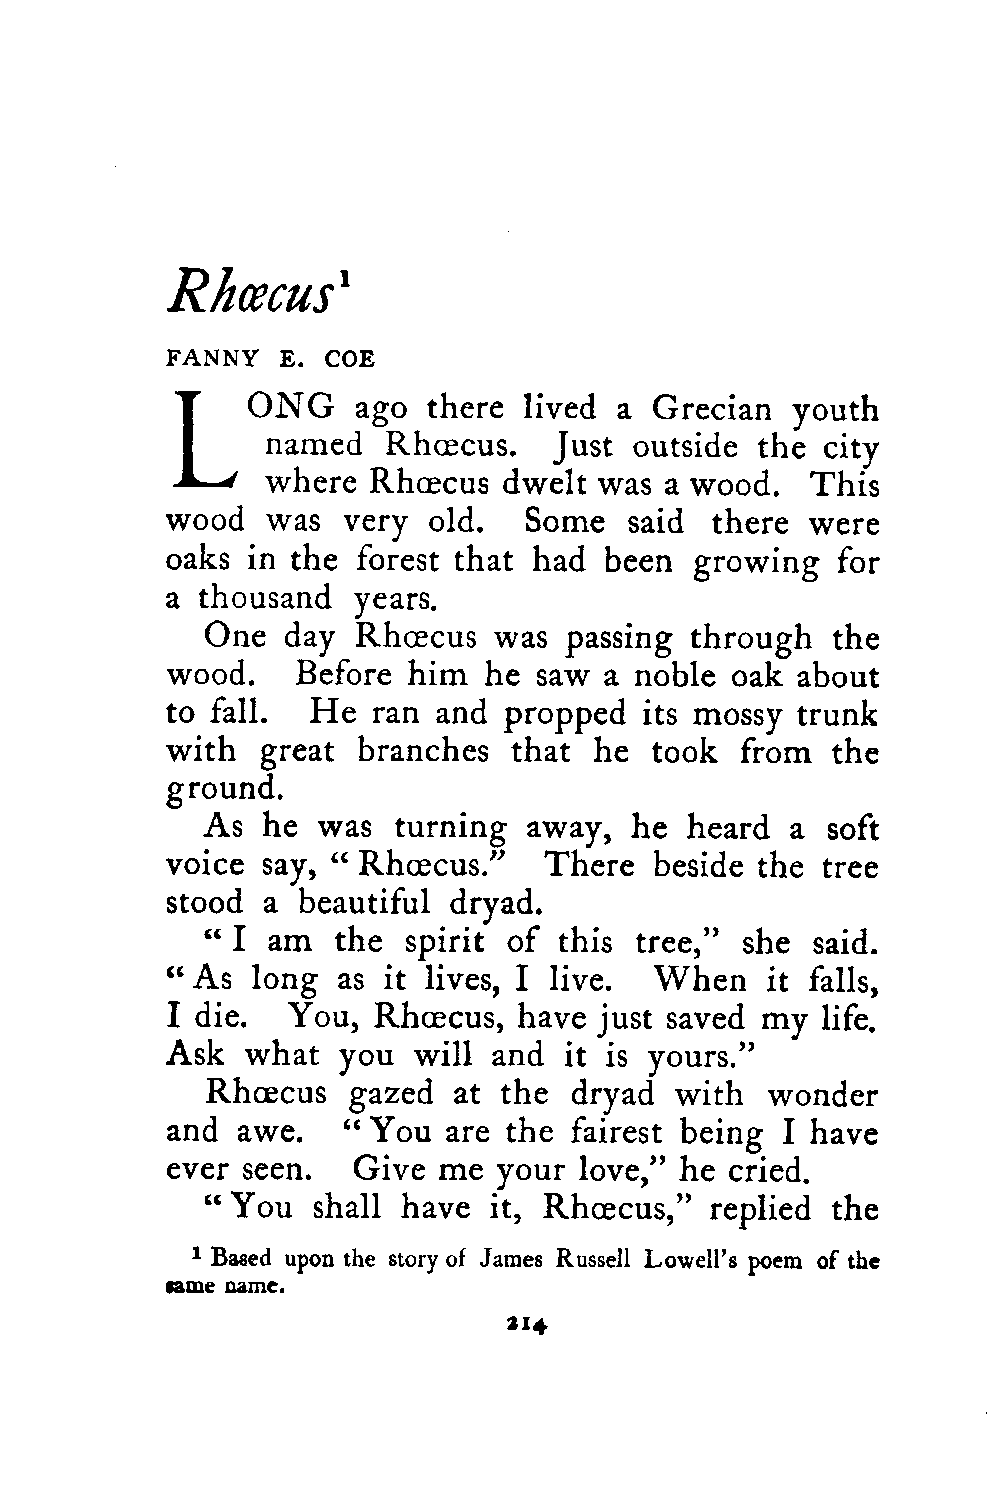 Rhœcus¹
FANNY E. COE
LONG ago there lived a Grecian youth
named Rhœcus. Just outside the city
where Rhœcus dwelt was a wood. This
wood was very old. Some said there were
oaks in the forest that had been growing for
a thousand years.
One day Rhœcus was passing through the
wood. Before him he saw a noble oak about
to fall. He ran and propped its mossy trunk
with great branches that he took from the
ground.
As he was turning away, he heard a soft
voice say, “ Rhœcus.” There beside the tree
stood a beautiful dryad.
“ I am the spirit of this tree,” she said.
“ As long as it lives, I live. When it falls,
I die. You, Rhœcus, have just saved my life.
Ask what you will and it is yours.”
Rhœcus gazed at the dryad with wonder
and awe. “ You are the fairest being I have
ever seen. Give me your love,” he cried.
“ You shall have it, Rhœcus,” replied the
¹ Based upon the story of James Russell Lowell’s poem of the
same name.
214